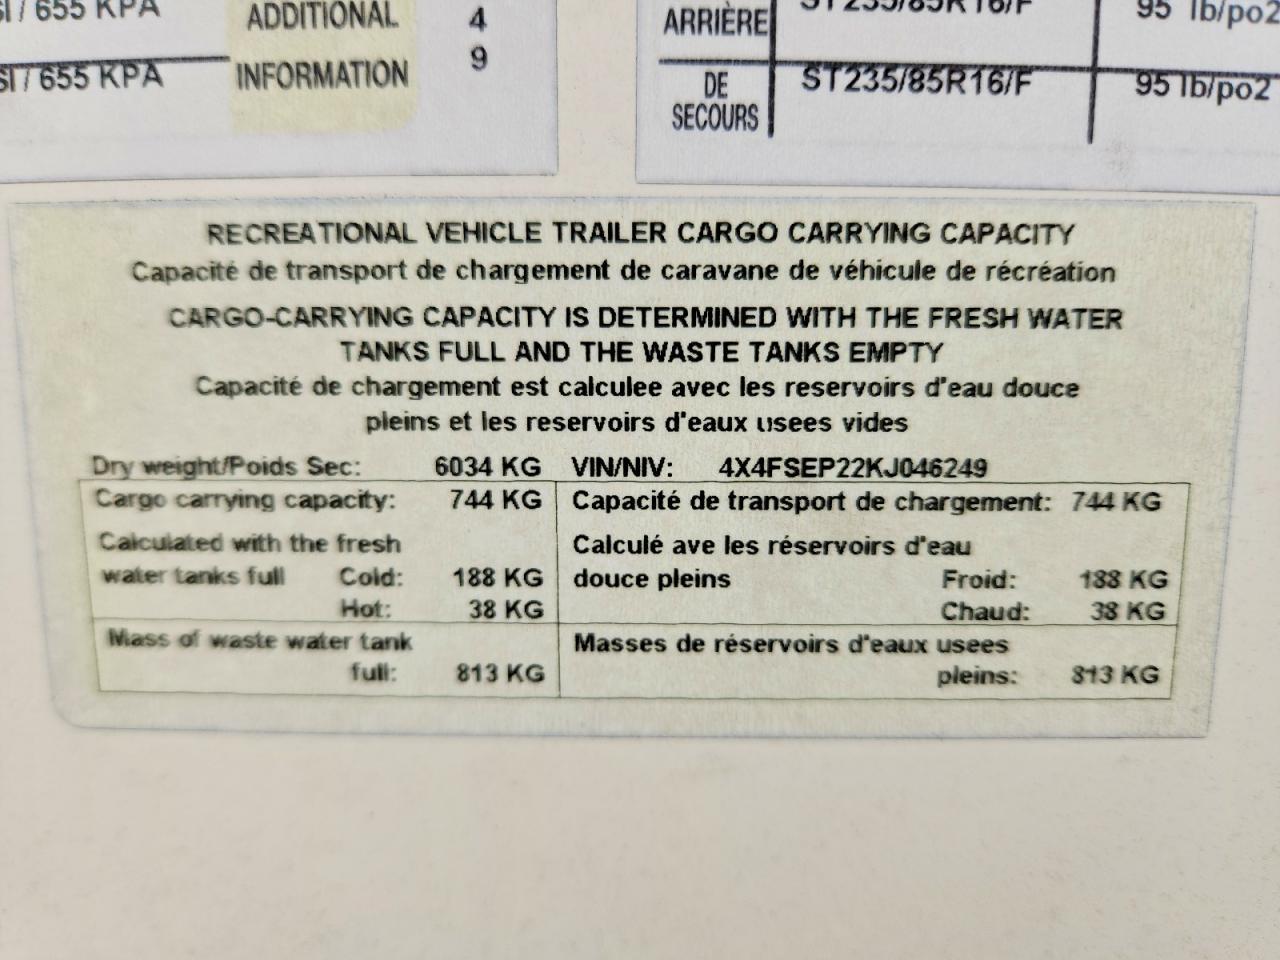 SI / 655 KPA
ADDITIONAL
4
SI / 655 KPA
INFORMATION
9
ARRIÈRE
ST235/85R16/F
95 lb/po2
DE
SECOURS
ST235/85R16/F
95 lb/po2
RECREATIONAL VEHICLE TRAILER CARGO CARRYING CAPACITY
Capacité de transport de chargement de caravane de véhicule de récréation
CARGO-CARRYING CAPACITY IS DETERMINED WITH THE FRESH WATER
TANKS FULL AND THE WASTE TANKS EMPTY
Capacité de chargement est calculee avec les reservoirs d'eau douce
pleins et les reservoirs d'eaux usees vides
Dry weight/Poids Sec: 6034 KG VIN/NIV: 4X4FSEP22KJ046249
Cargo carrying capacity: 744 KG Capacité de transport de chargement: 744 KG
Calculated with the fresh Calculé ave les réservoirs d'eau
water tanks full Cold: 188 KG douce pleins Froid: 188 KG
Hot: 38 KG Chaud: 38 KG
Mass of waste water tank Masses de réservoirs d'eaux usees
full: 813 KG pleins: 813 KG